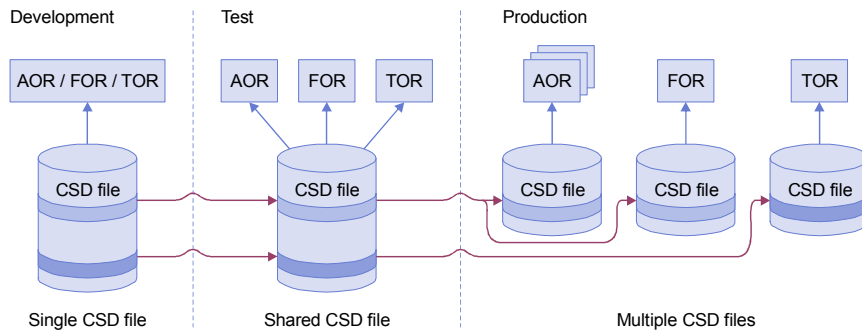 Development
Test
Production
AOR / FOR / TOR
AOR
FOR
TOR
AOR
FOR
TOR
CSD file
CSD file
CSD file
CSD file
CSD file
Single CSD file
Shared CSD file
Multiple CSD files